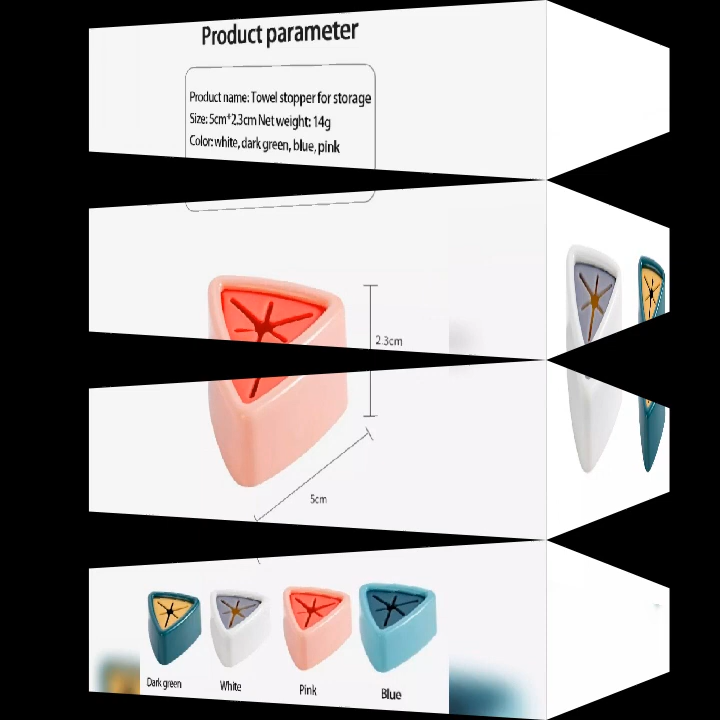 Product parameter
Product name: Towel stopper for storage
Size: 5cm*2.3cm Net weight: 14g
Color: white, dark green, blue, pink
2.3cm
5cm
Dark green
White
Pink
Blue